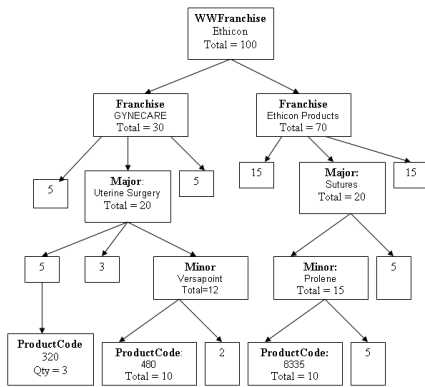 WWFranchise
Ethicon
Total = 100
Franchise
GYNECARE
Total = 30
Franchise
Ethicon Products
Total = 70
5
Major:
Uterine Surgery
Total = 20
5
15
Major:
Sutures
Total = 20
15
5
3
Minor
Versapoint
Total=12
Minor:
Prolene
Total = 15
5
ProductCode
320
Qty = 3
ProductCode:
480
Total = 10
2
ProductCode:
8335
Total = 10
5